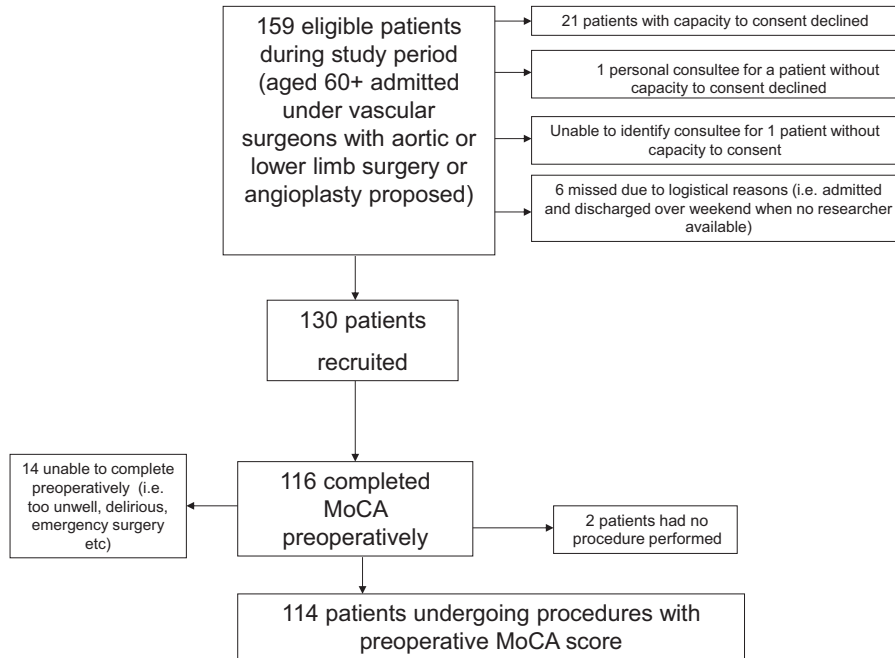 159 eligible patients
during study period
(aged 60+ admitted
under vascular
surgeons with aortic or
lower limb surgery or
angioplasty proposed)
21 patients with capacity to consent declined
1 personal consultee for a patient without
capacity to consent declined
Unable to identify consultee for 1 patient without
capacity to consent
6 missed due to logistical reasons (i.e. admitted
and discharged over weekend when no researcher
available)
130 patients
recruited
14 unable to complete
preoperatively (i.e.
too unwell, delirious,
emergency surgery
etc)
116 completed
MoCA
preoperatively
2 patients had no
procedure performed
114 patients undergoing procedures with
preoperative MoCA score